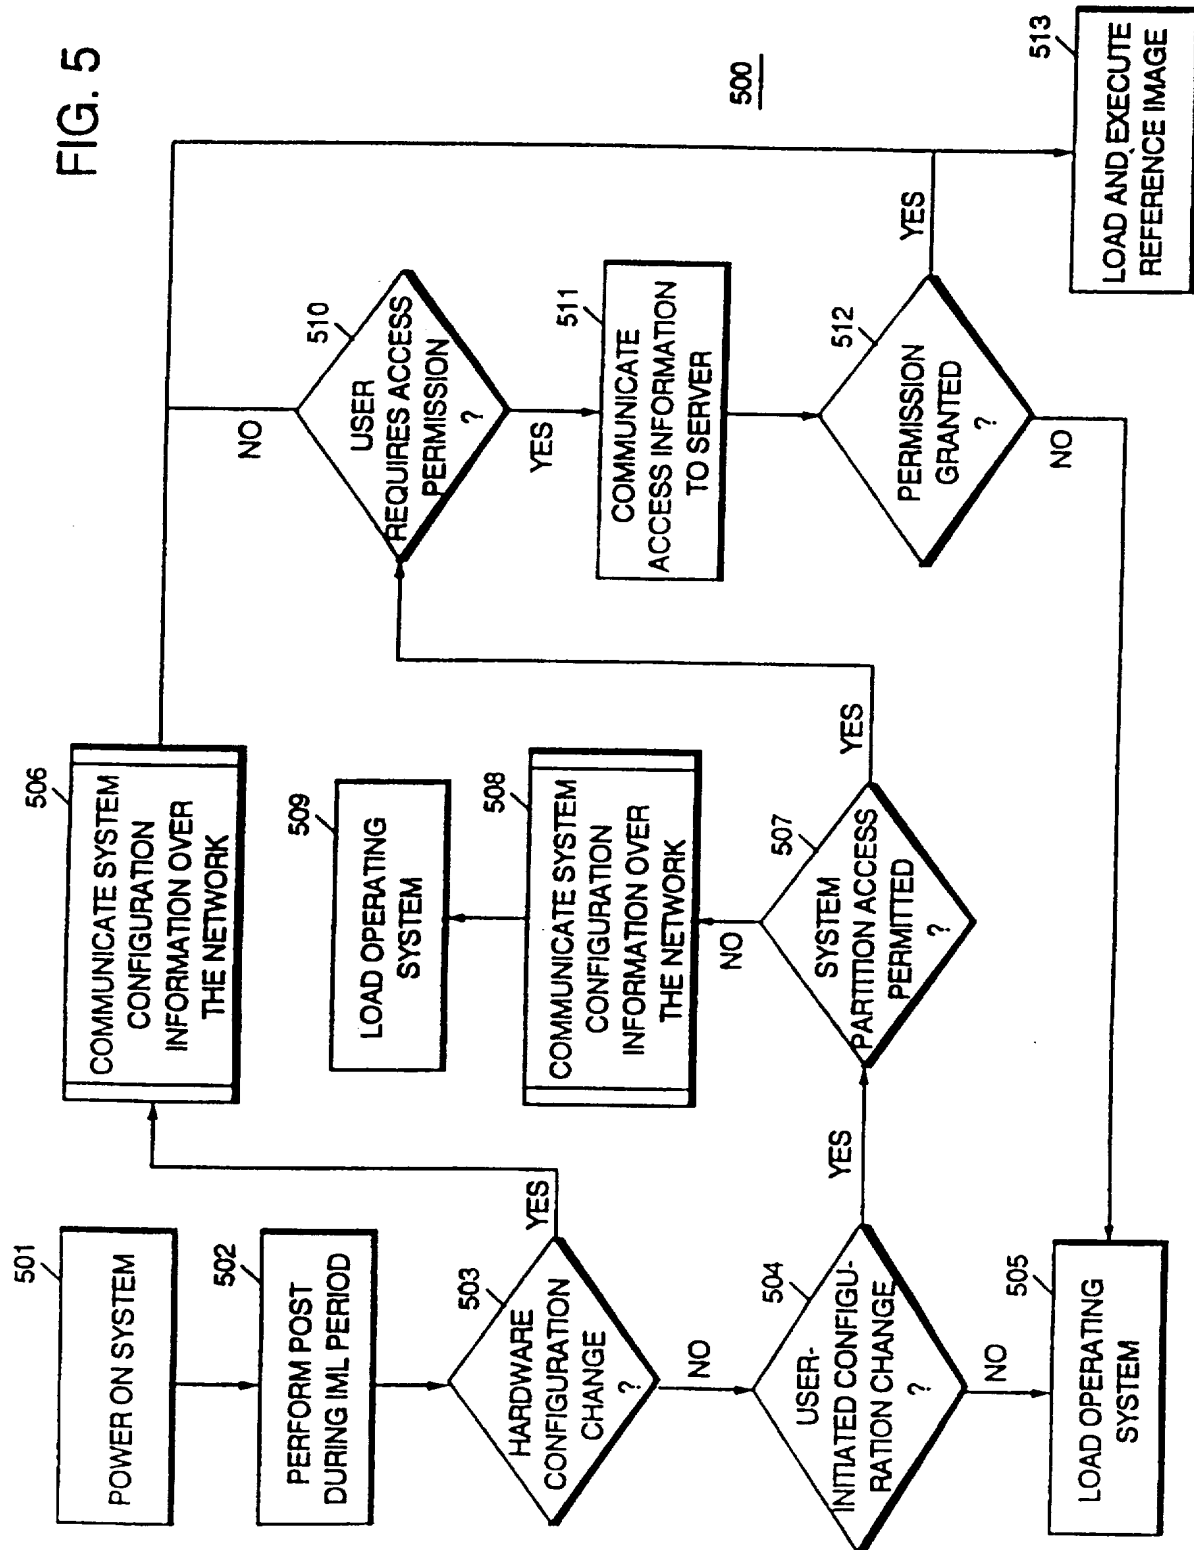 FIG. 5
500
501
POWER ON SYSTEM
502
PERFORM POST
DURING IML PERIOD
503
HARDWARE
CONFIGURATION
CHANGE
?
YES
NO
504
USER-
INITIATED CONFIGU-
RATION CHANGE
?
YES
NO
505
LOAD OPERATING
SYSTEM
506
COMMUNICATE SYSTEM
CONFIGURATION
INFORMATION OVER
THE NETWORK
509
LOAD OPERATING
SYSTEM
508
COMMUNICATE SYSTEM
CONFIGURATION
INFORMATION OVER
THE NETWORK
507
SYSTEM
PARTITION ACCESS
PERMITTED
?
NO
YES
510
USER
REQUIRES ACCESS
PERMISSION
?
NO
YES
511
COMMUNICATE
ACCESS INFORMATION
TO SERVER
512
PERMISSION
GRANTED
?
YES
NO
513
LOAD AND EXECUTE
REFERENCE IMAGE